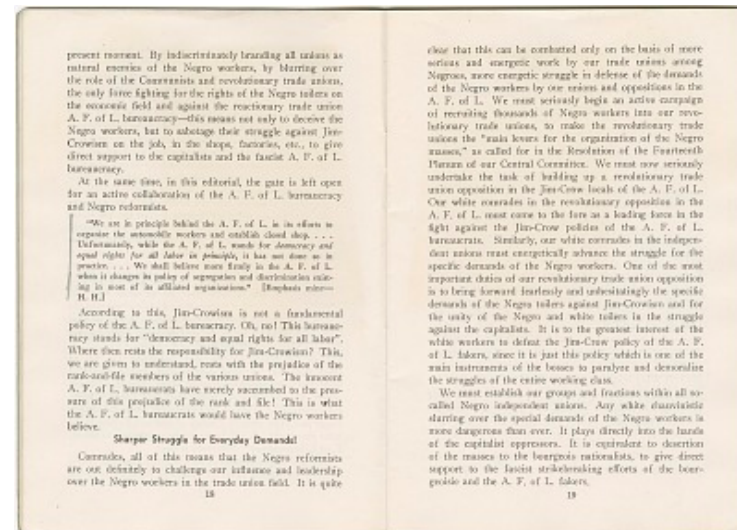 present moment. By indiscriminately branding all unions as
natural enemies of the Negro workers, by blurring over
the role of the Communists and revolutionary trade unions,
the only force fighting for the rights of the Negro toilers on
the economic field and against the reactionary trade union
A. F. of L. bureaucracy—this means not only to deceive the
Negro workers, but to sabotage their struggle against Jim-
Crowism on the job, in the shops, factories, etc., to give
direct support to the capitalists and the fascist A. F. of L.
bureaucracy.
At the same time, in this editorial, the gate is left open
for an active collaboration of the A. F. of L. bureaucracy
and Negro reformists.
"We are in principle behind the A. F. of L. in its efforts to
organize the automobile workers and establish closed shop. . . .
Unfortunately, while the A. F. of L. stands for democracy and
equal rights for all labor in principle, it has not done so in
practice. . . . We shall believe more firmly in the A. F. of L.
when it changes its policy of segregation and discrimination exist-
ing in most of its affiliated organizations." [Emphasis mine—
H. H.]
According to this, Jim-Crowism is not a fundamental
policy of the A. F. of L. bureaucracy. Oh, no! This bureauc-
racy stands for "democracy and equal rights for all labor".
Where then rests the responsibility for Jim-Crowism? This,
we are given to understand, rests with the prejudice of the
rank-and-file members of the various unions. The innocent
A. F. of L. bureaucrats have merely succumbed to the pres-
sure of this prejudice of the rank and file! This is what
the A. F. of L. bureaucrats would have the Negro workers
believe.
Sharper Struggle for Everyday Demands!
Comrades, all of this means that the Negro reformists
are out definitely to challenge our influence and leadership
over the Negro workers in the trade union field. It is quite
18
clear that this can be combatted only on the basis of more
serious and energetic work by our trade unions among
Negroes, more energetic struggle in defense of the demands
of the Negro workers by our unions and oppositions in the
A. F. of L. We must seriously begin an active campaign
of recruiting thousands of Negro workers into our revo-
lutionary trade unions, to make the revolutionary trade
unions the "main levers for the organization of the Negro
masses," as called for in the Resolution of the Fourteenth
Plenum of our Central Committee. We must now seriously
undertake the task of building up a revolutionary trade
union opposition in the Jim-Crow locals of the A. F. of L.
Our white comrades in the revolutionary opposition in the
A. F. of L. must come to the fore as a leading force in the
fight against the Jim-Crow policies of the A. F. of L.
bureaucrats. Similarly, our white comrades in the indepen-
dent unions must energetically advance the struggle for the
specific demands of the Negro workers. One of the most
important duties of our revolutionary trade union opposition
is to bring forward fearlessly and unhesitatingly the specific
demands of the Negro toilers against Jim-Crowism and for
the unity of the Negro and white toilers in the struggle
against the capitalists. It is to the greatest interest of the
white workers to defeat the Jim-Crow policy of the A. F.
of L. fakers, since it is just this policy which is one of the
main instruments of the bosses to paralyze and demoralize
the struggles of the entire working class.
We must establish our groups and fractions within all so-
called Negro independent unions. Any white chauvinistic
slurring over the special demands of the Negro workers is
more dangerous than ever. It plays directly into the hands
of the capitalist oppressors. It is equivalent to desertion
of the masses to the bourgeois nationalists, to give direct
support to the fascist strikebreaking efforts of the bour-
geoisie and the A. F. of L. fakers.
19